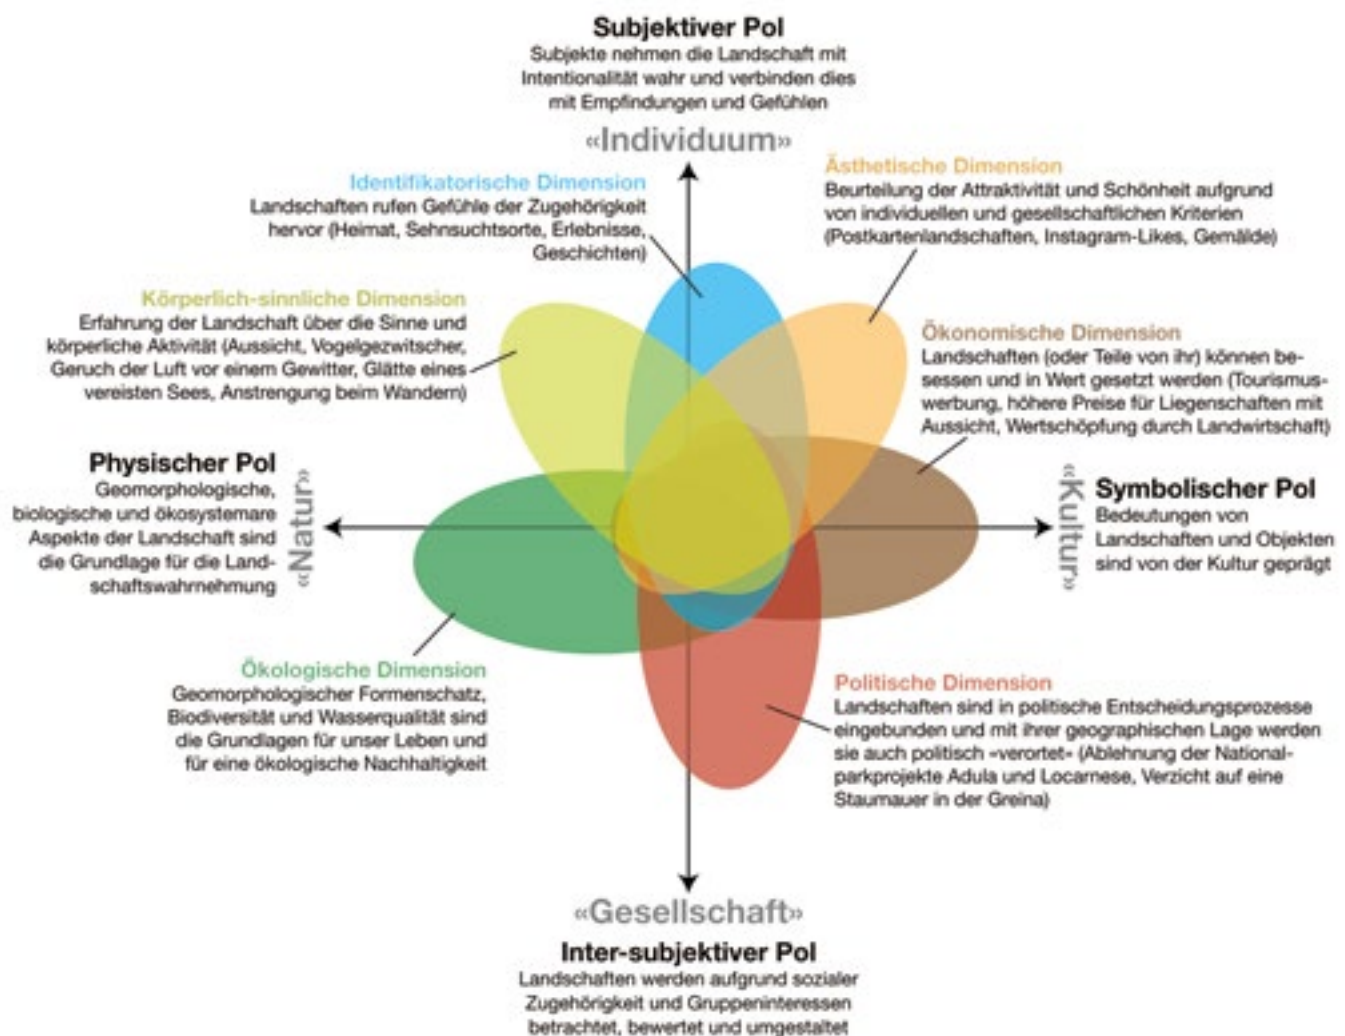 Subjektiver Pol
Subjekte nehmen die Landschaft mit
Intentionalität wahr und verbinden dies
mit Empfindungen und Gefühlen
«Individuum»
Identifikatorische Dimension
Landschaften rufen Gefühle der Zugehörigkeit
hervor (Heimat, Sehnsuchtsorte, Erlebnisse,
Geschichten)
Ästhetische Dimension
Beurteilung der Attraktivität und Schönheit aufgrund
von individuellen und gesellschaftlichen Kriterien
(Postkartenlandschaften, Instagram-Likes, Gemälde)
Körperlich-sinnliche Dimension
Erfahrung der Landschaft über die Sinne und
körperliche Aktivität (Aussicht, Vogelgezwitscher,
Geruch der Luft vor einem Gewitter, Glätte eines
vereisten Sees, Anstrengung beim Wandern)
Ökonomische Dimension
Landschaften (oder Teile von ihr) können be-
sessen und in Wert gesetzt werden (Tourismus-
werbung, höhere Preise für Liegenschaften mit
Aussicht, Wertschöpfung durch Landwirtschaft)
Physischer Pol
Geomorphologische,
biologische und ökosystemare
Aspekte der Landschaft sind
die Grundlage für die Land-
schaftswahrnehmung
«Natur»
«Kultur»
Symbolischer Pol
Bedeutungen von
Landschaften und Objekten
sind von der Kultur geprägt
Ökologische Dimension
Geomorphologischer Formenschatz,
Biodiversität und Wasserqualität sind
die Grundlagen für unser Leben und
für eine ökologische Nachhaltigkeit
Politische Dimension
Landschaften sind in politische Entscheidungsprozesse
eingebunden und mit ihrer geographischen Lage werden
sie auch politisch «verortet» (Ablehnung der National-
parkprojekte Adula und Locarnese, Verzicht auf eine
Staumauer in der Greina)
«Gesellschaft»
Inter-subjektiver Pol
Landschaften werden aufgrund sozialer
Zugehörigkeit und Gruppeninteressen
betrachtet, bewertet und umgestaltet